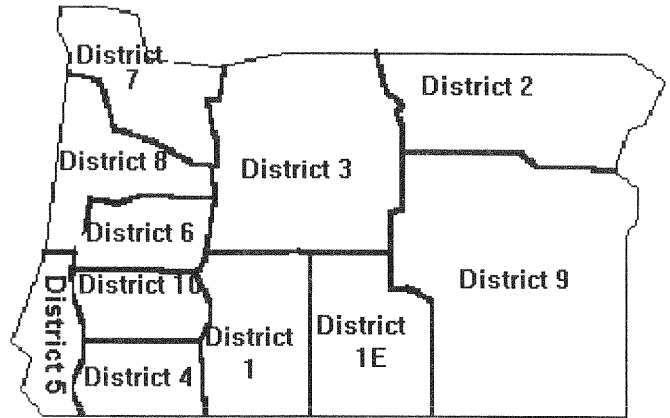 District
7
District 2
District 8
District 3
District 6
District 9
District 10
District 5
District
1
District
1E
District 4